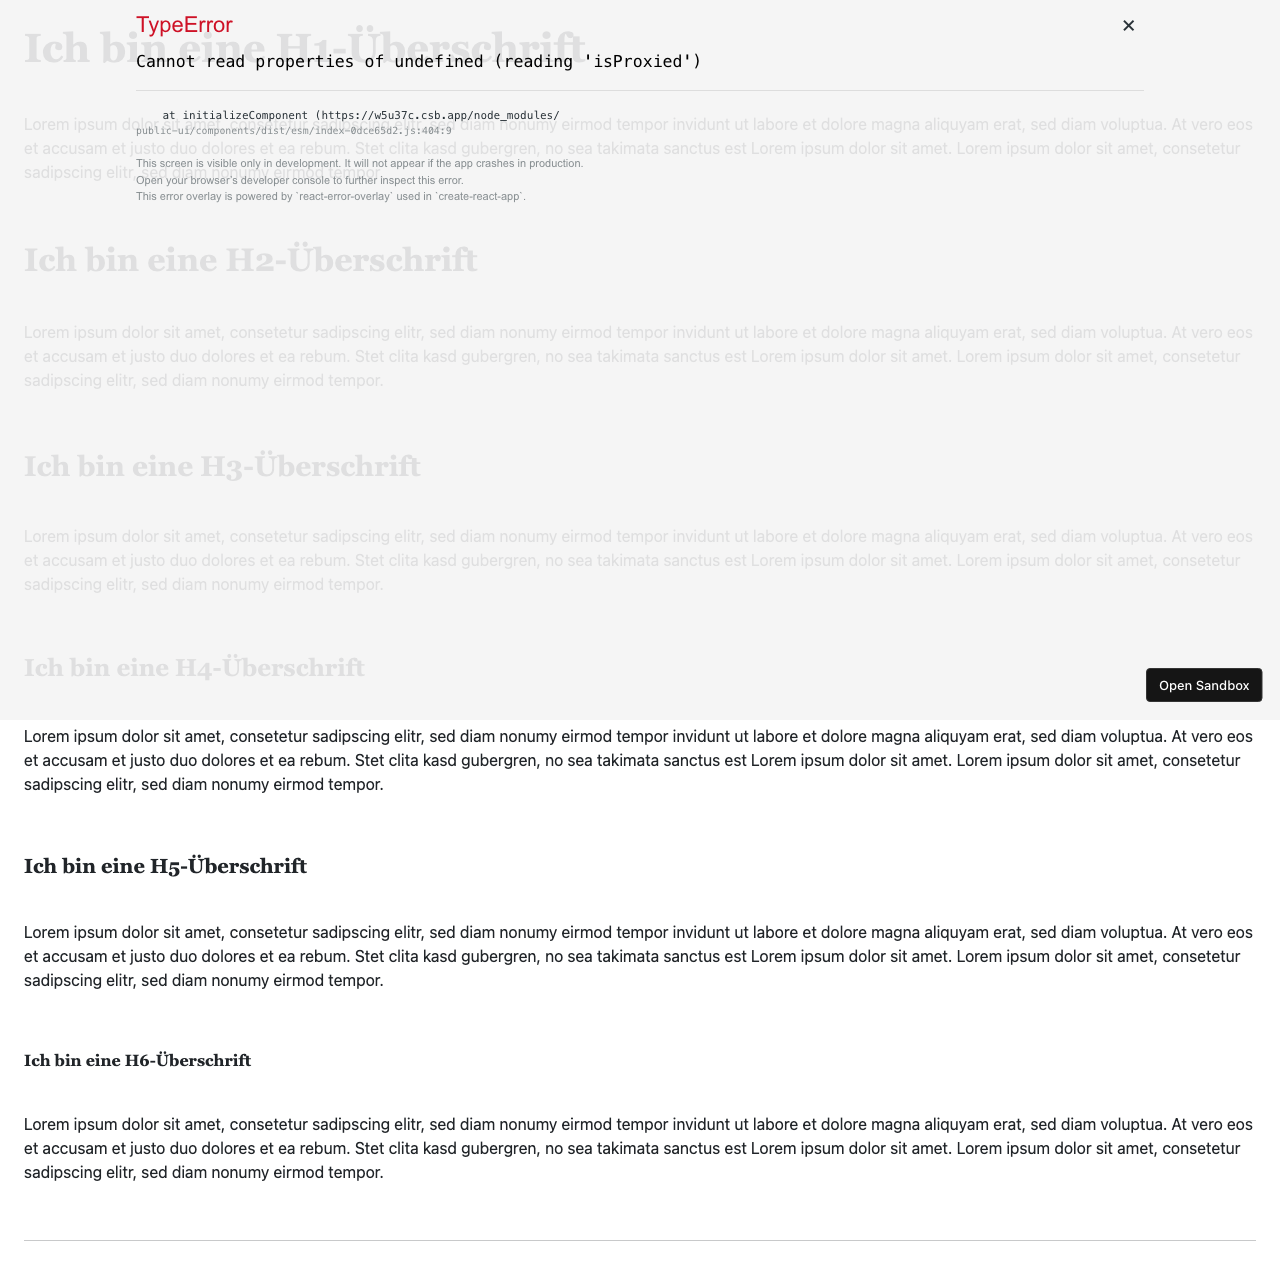 TypeError
Ich bin eine H1-Überschrift
Cannot read properties of undefined (reading 'isProxied')
at initializeComponent (https://w5u37c.csb.app/node_modules/
Lorem ipsum dolor sit amet, consetetur sadipscing elitr, sed diam nonumy eirmod tempor invidunt ut labore et dolore magna aliquyam erat, sed diam voluptua. At vero eos
public-ui/components/dist/esm/index-0dce65d2.js:404:9
et accusam et justo duo dolores et ea rebum. Stet clita kasd gubergren, no sea takimata sanctus est Lorem ipsum dolor sit amet. Lorem ipsum dolor sit amet, consetetur
This screen is visible only in development. It will not appear if the app crashes in production.
sadipscing elitr, sed diam nonumy eirmod tempor.
Open your browser's developer console to further inspect this error.
This error overlay is powered by `react-error-overlay` used in `create-react-app`.
Ich bin eine H2-Überschrift
Lorem ipsum dolor sit amet, consetetur sadipscing elitr, sed diam nonumy eirmod tempor invidunt ut labore et dolore magna aliquyam erat, sed diam voluptua. At vero eos
et accusam et justo duo dolores et ea rebum. Stet clita kasd gubergren, no sea takimata sanctus est Lorem ipsum dolor sit amet. Lorem ipsum dolor sit amet, consetetur
sadipscing elitr, sed diam nonumy eirmod tempor.
Ich bin eine H3-Überschrift
Lorem ipsum dolor sit amet, consetetur sadipscing elitr, sed diam nonumy eirmod tempor invidunt ut labore et dolore magna aliquyam erat, sed diam voluptua. At vero eos
et accusam et justo duo dolores et ea rebum. Stet clita kasd gubergren, no sea takimata sanctus est Lorem ipsum dolor sit amet. Lorem ipsum dolor sit amet, consetetur
sadipscing elitr, sed diam nonumy eirmod tempor.
Ich bin eine H4-Überschrift
Open Sandbox
Lorem ipsum dolor sit amet, consetetur sadipscing elitr, sed diam nonumy eirmod tempor invidunt ut labore et dolore magna aliquyam erat, sed diam voluptua. At vero eos
et accusam et justo duo dolores et ea rebum. Stet clita kasd gubergren, no sea takimata sanctus est Lorem ipsum dolor sit amet. Lorem ipsum dolor sit amet, consetetur
sadipscing elitr, sed diam nonumy eirmod tempor.
Ich bin eine H5-Überschrift
Lorem ipsum dolor sit amet, consetetur sadipscing elitr, sed diam nonumy eirmod tempor invidunt ut labore et dolore magna aliquyam erat, sed diam voluptua. At vero eos
et accusam et justo duo dolores et ea rebum. Stet clita kasd gubergren, no sea takimata sanctus est Lorem ipsum dolor sit amet. Lorem ipsum dolor sit amet, consetetur
sadipscing elitr, sed diam nonumy eirmod tempor.
Ich bin eine H6-Überschrift
Lorem ipsum dolor sit amet, consetetur sadipscing elitr, sed diam nonumy eirmod tempor invidunt ut labore et dolore magna aliquyam erat, sed diam voluptua. At vero eos
et accusam et justo duo dolores et ea rebum. Stet clita kasd gubergren, no sea takimata sanctus est Lorem ipsum dolor sit amet. Lorem ipsum dolor sit amet, consetetur
sadipscing elitr, sed diam nonumy eirmod tempor.